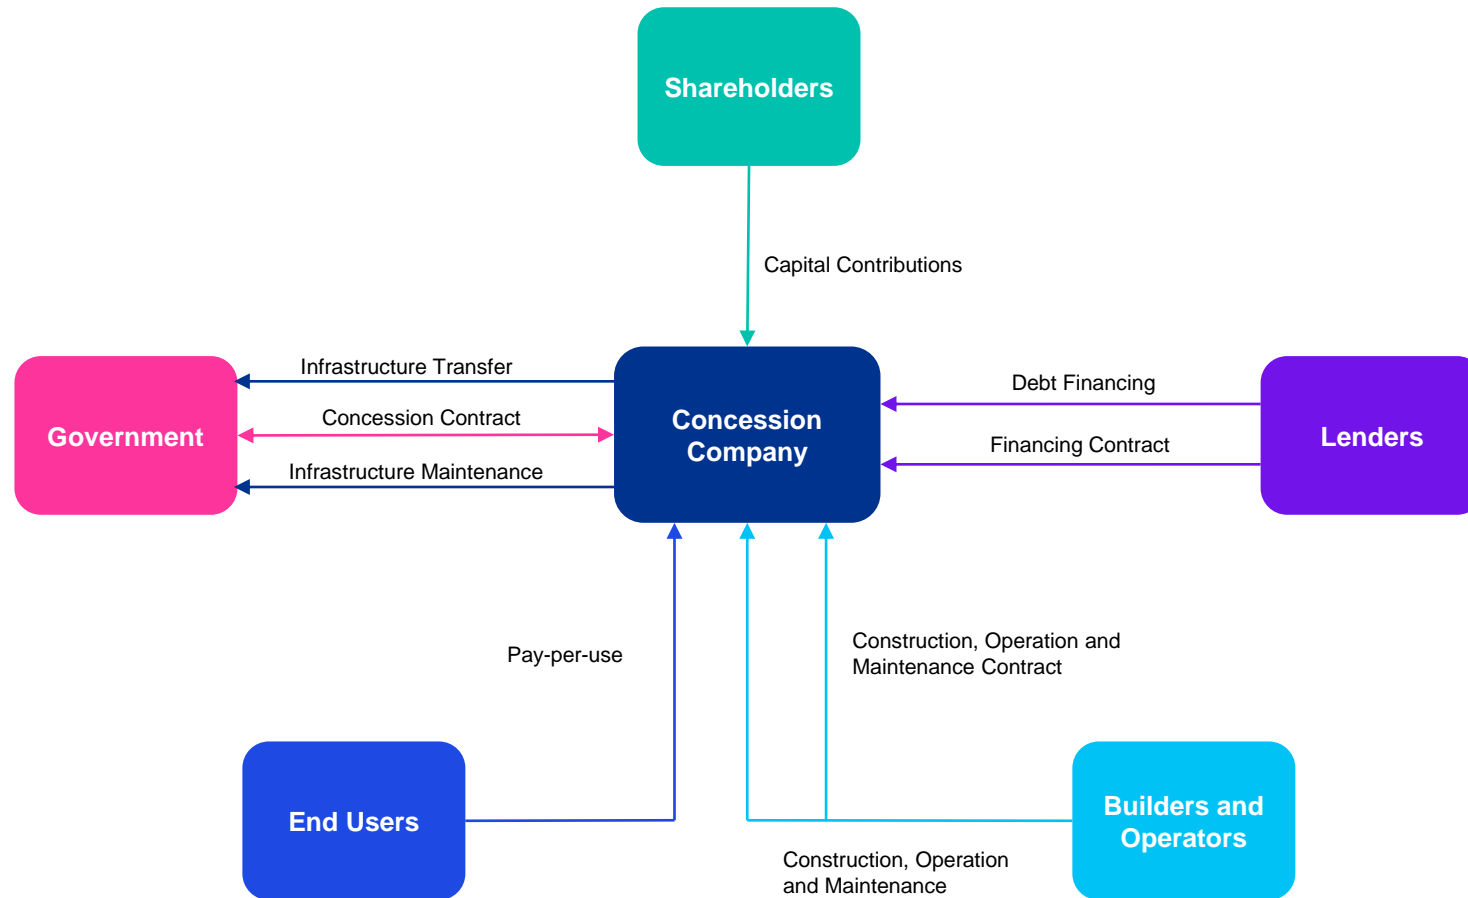 Shareholders
Capital Contributions
Infrastructure Transfer
Concession Contract
Infrastructure Maintenance
Government
Concession
Company
Debt Financing
Financing Contract
Lenders
Pay-per-use
Construction, Operation and
Maintenance Contract
End Users
Builders and
Operators
Construction, Operation
and Maintenance